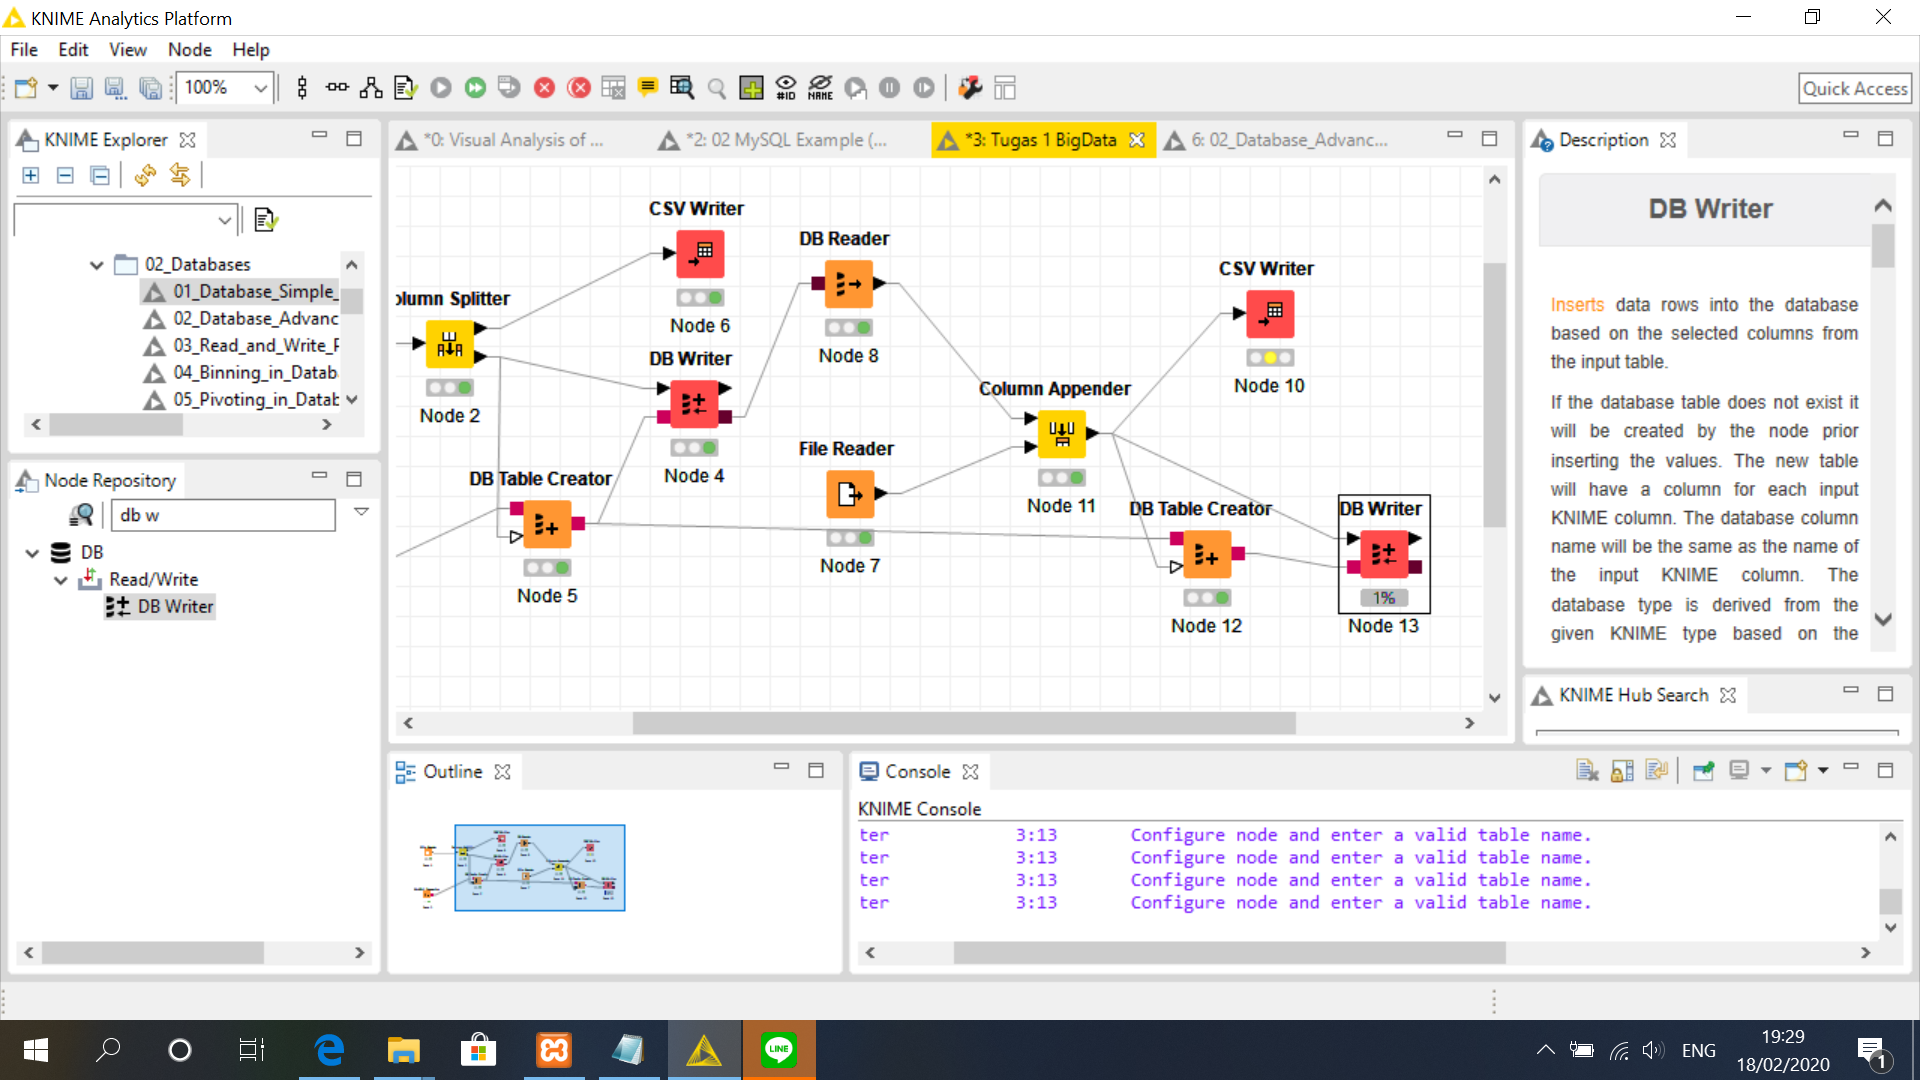 KNIME Analytics Platform
File Edit View Node Help
100%
#ID
NAME
Quick Access
KNIME Explorer
02_Databases
01_Database_Simple_
02_Database_Advanc
03_Read_and_Write_F
04_Binning_in_Datab
05_Pivoting_in_Datab
Node Repository
db w
DB
Read/Write
DB Writer
*0: Visual Analysis of ...
*2: 02 MySQL Example (...
*3: Tugas 1 BigData
6: 02_Database_Advanc...
CSV Writer
Node 6
DB Reader
Node 8
CSV Writer
Node 10
olumn Splitter
Node 2
DB Writer
Node 4
Column Appender
Node 11
File Reader
Node 7
DB Table Creator
Node 5
DB Table Creator
Node 12
DB Writer
1%
Node 13
Description
DB Writer
Inserts data rows into the database
based on the selected columns from
the input table.
If the database table does not exist it
will be created by the node prior
inserting the values. The new table
will have a column for each input
KNIME column. The database column
name will be the same as the name of
the input KNIME column. The
database type is derived from the
given KNIME type based on the
KNIME Hub Search
Outline
Console
KNIME Console
ter 3:13 Configure node and enter a valid table name.
ter 3:13 Configure node and enter a valid table name.
ter 3:13 Configure node and enter a valid table name.
ter 3:13 Configure node and enter a valid table name.
LINE
ENG
19:29
18/02/2020
1